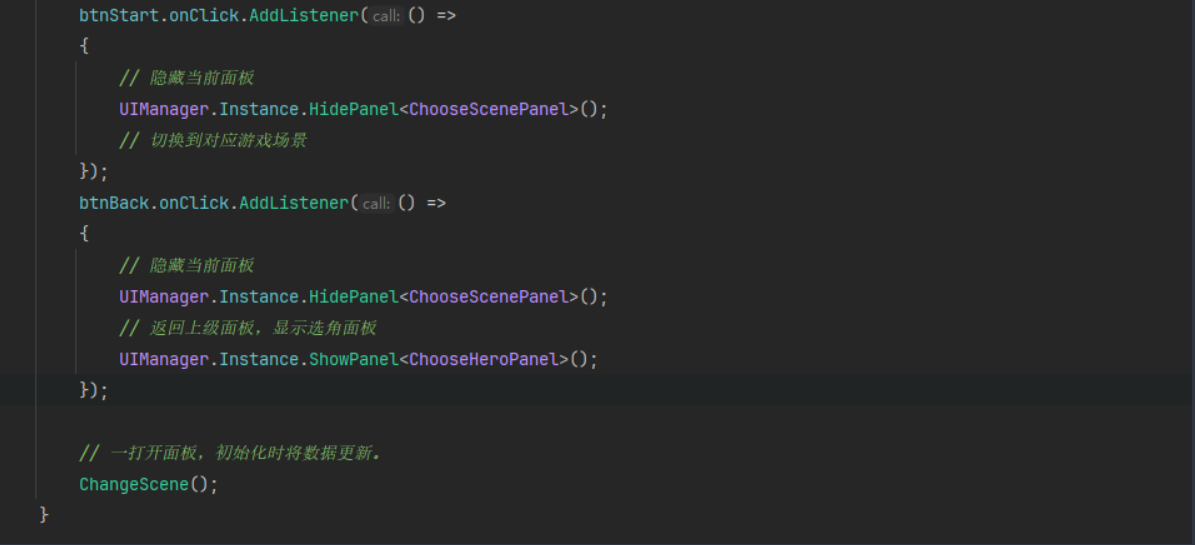 btnStart.onClick.AddListener(call: () =>
{
// 隐藏当前面板
UIManager.Instance.HidePanel<ChooseScenePanel>();
// 切换到对应游戏场景
});
btnBack.onClick.AddListener(call: () =>
{
// 隐藏当前面板
UIManager.Instance.HidePanel<ChooseScenePanel>();
// 返回上级面板，显示选角面板
UIManager.Instance.ShowPanel<ChooseHeroPanel>();
});
// 一打开面板，初始化时将数据更新.
ChangeScene();
}